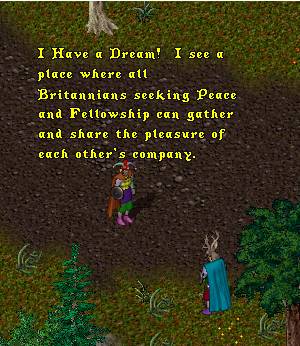 I Have a Dream!  I see a
place where all
Britannians seeking Peace
and Fellowship can gather
and share the pleasure of
each other's company.